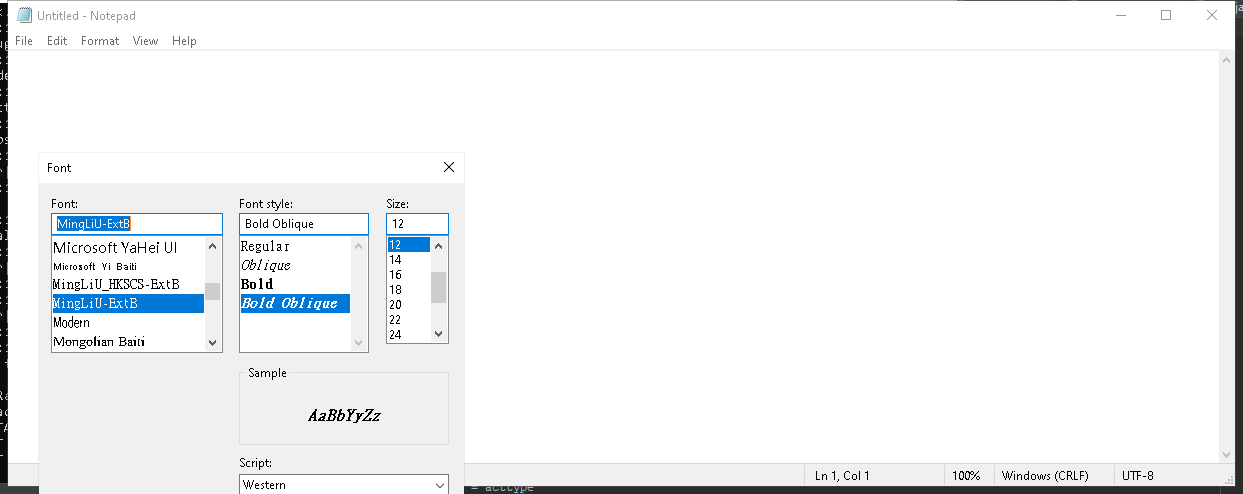 Untitled - Notepad
File Edit Format View Help
Font
Font: Font style: Size:
MingLiU-ExtB Bold Oblique 12
Microsoft YaHei UI Regular 12
Microsoft Yi Baiti Oblique 14
MingLiU_HKSCS-ExtB Bold 16
MingLiU-ExtB Bold Oblique 18
Modern 20
Mongolian Baiti 22
24
Sample
AaBbYyZz
Script:
Western
Ln 1, Col 1 100% Windows (CRLF) UTF-8
= acctype